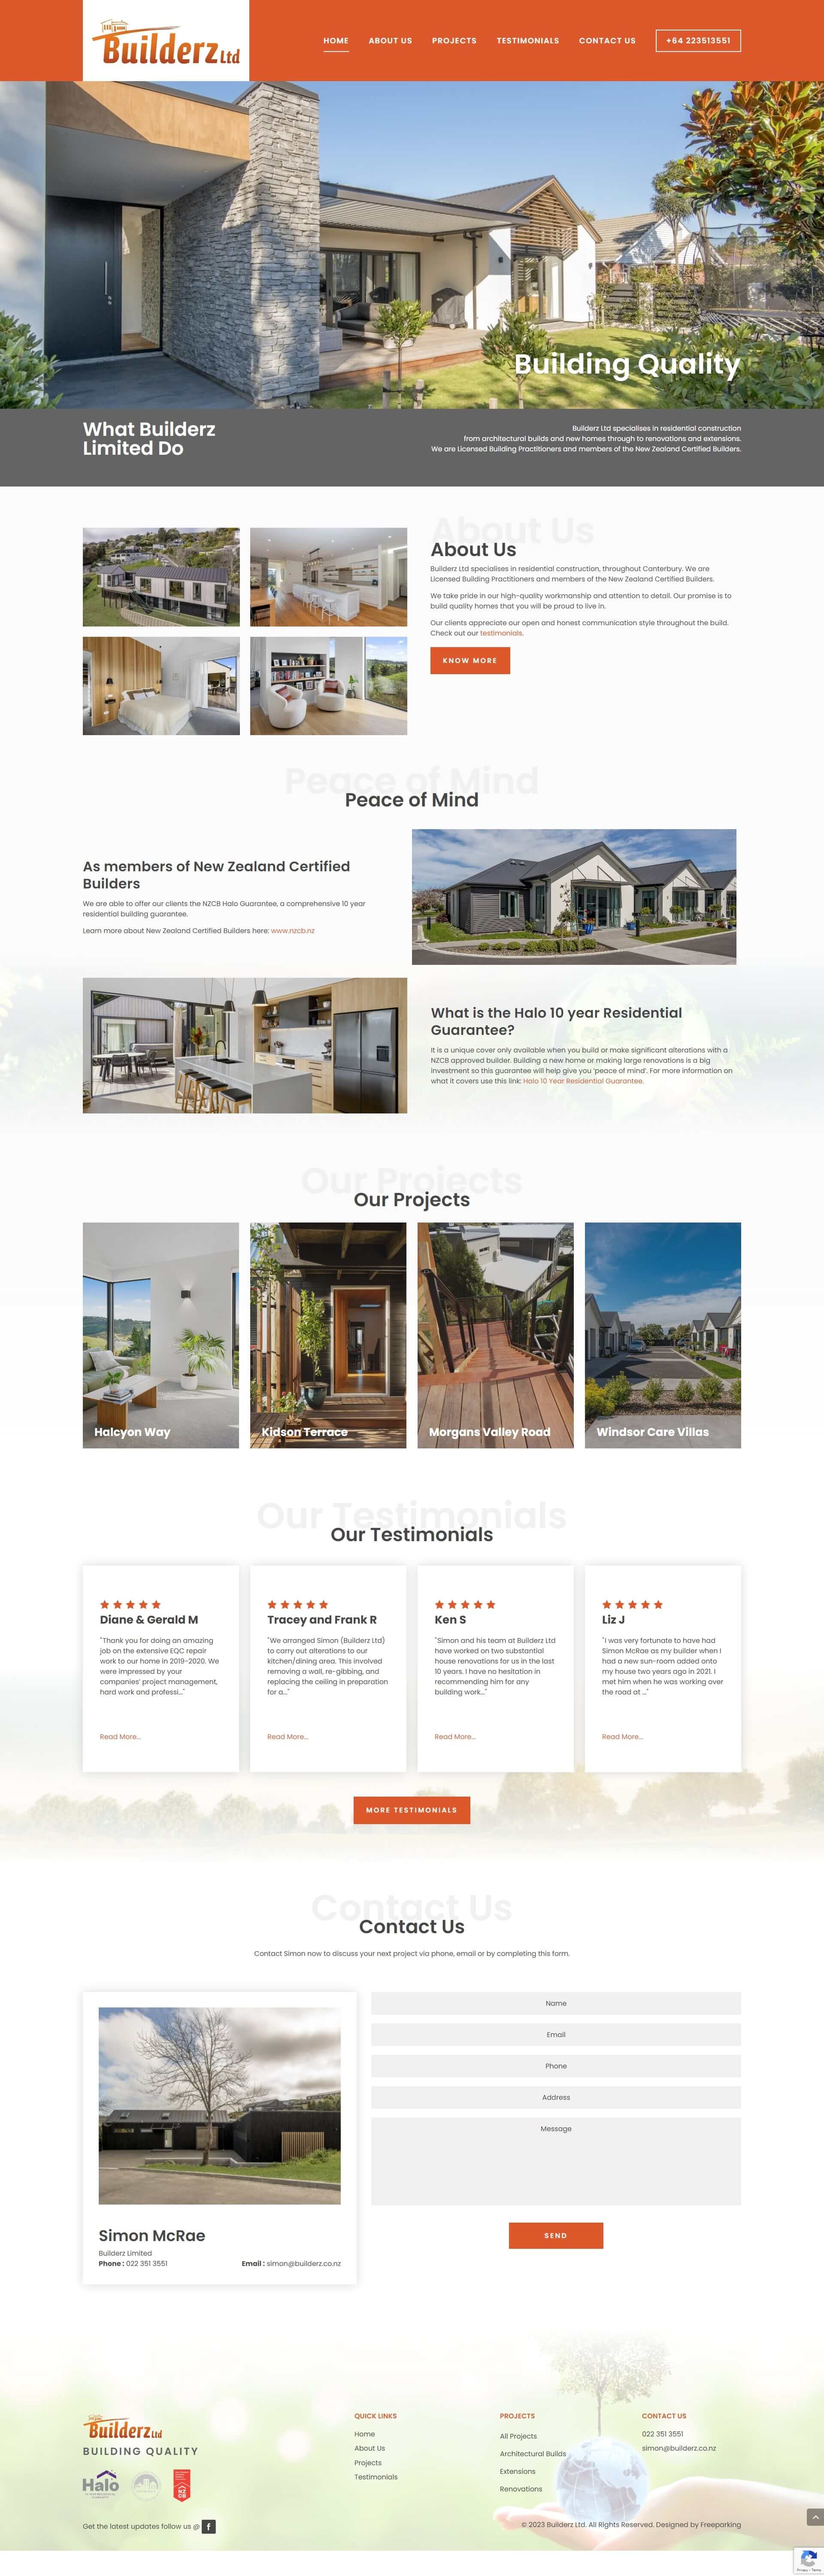 Builderz Ltd
HOME
ABOUT US
PROJECTS
TESTIMONIALS
CONTACT US
+64 223513551
Building Quality
What Builderz
Limited Do
Builderz Ltd specialises in residential construction
from architectural builds and new homes through to renovations and extensions.
We are Licensed Building Practitioners and members of the New Zealand Certified Builders.
About Us
About Us
Builderz Ltd specialises in residential construction, throughout Canterbury. We are
Licensed Building Practitioners and members of the New Zealand Certified Builders.
We take pride in our high-quality workmanship and attention to detail. Our promise is to
build quality homes that you will be proud to live in.
Our clients appreciate our open and honest communication style throughout the build.
Check out our testimonials.
KNOW MORE
Peace of Mind
Peace of Mind
As members of New Zealand Certified
Builders
We are able to offer our clients the NZCB Halo Guarantee, a comprehensive 10 year
residential building guarantee.
Learn more about New Zealand Certified Builders here: www.nzcb.nz
What is the Halo 10 year Residential
Guarantee?
It is a unique cover only available when you build or make significant alterations with a
NZCB approved builder. Building a new home or making large renovations is a big
investment so this guarantee will help give you 'peace of mind'. For more information on
what it covers use this link: Halo 10 Year Residential Guarantee.
Our Projects
Our Projects
Halcyon Way
Kidson Terrace
Morgans Valley Road
Windsor Care Villas
Our Testimonials
Our Testimonials
Diane & Gerald M
"Thank you for doing an amazing
job on the extensive EQC repair
work to our home in 2019-2020. We
were impressed by your
companies' project management,
hard work and professi..."
Read More...
Tracey and Frank R
"We arranged Simon (Builderz Ltd)
to carry out alterations to our
kitchen/dining area. This involved
removing a wall, re-gibbing, and
replacing the ceiling in preparation
for a..."
Read More...
Ken S
"Simon and his team at Builderz Ltd
have worked on two substantial
house renovations for us in the last
10 years. I have no hesitation in
recommending him for any
building work..."
Read More...
Liz J
"I was very fortunate to have had
Simon McRae as my builder when I
had a new sun-room added onto
my house two years ago in 2021. I
met him when he was working over
the road at ..."
Read More...
MORE TESTIMONIALS
Contact Us
Contact Us
Contact Simon now to discuss your next project via phone, email or by completing this form.
Simon McRae
Builderz Limited
Phone : 022 351 3551
Email : simon@builderz.co.nz
Name
Email
Phone
Address
Message
SEND
Builderz Ltd
BUILDING QUALITY
Halo
NZCB
Get the latest updates follow us @
QUICK LINKS
Home
About Us
Projects
Testimonials
PROJECTS
All Projects
Architectural Builds
Extensions
Renovations
CONTACT US
022 351 3551
simon@builderz.co.nz
© 2023 Builderz Ltd. All Rights Reserved. Designed by Freeparking
Privacy - Terms